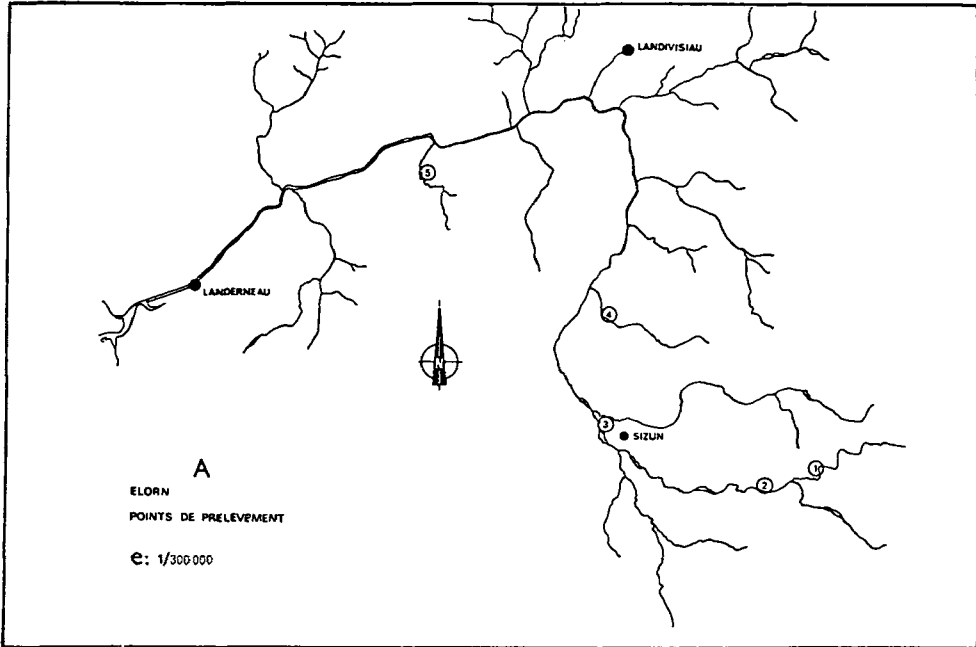 LANDIVISIAU
5
LANDERNEAU
4
3
SIZUN
1
2
A
ELORN
POINTS DE PRELEVEMENT
e: 1/300 000